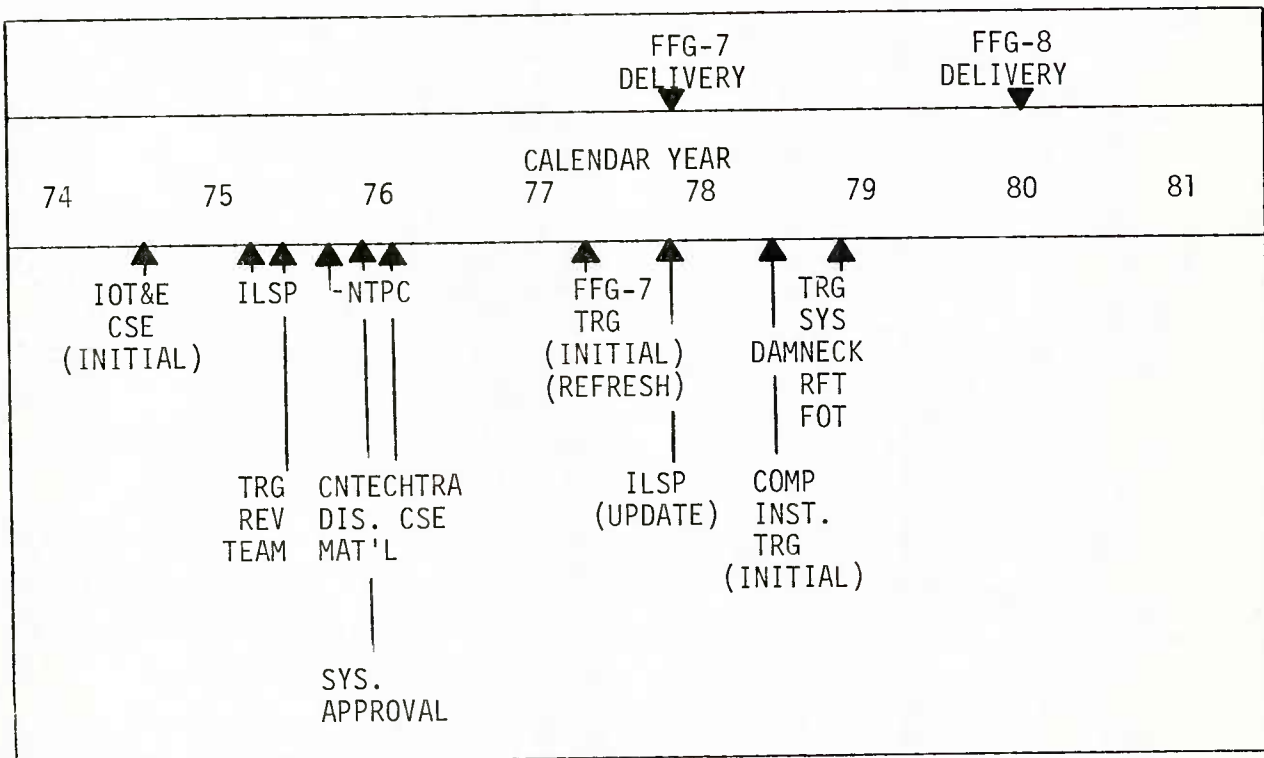 FFG-7
DELIVERY
FFG-8
DELIVERY
CALENDAR YEAR
74 75 76 77 78 79 80 81
IOT&E
CSE
(INITIAL)
ILSP
-NTPC
FFG-7
TRG
(INITIAL)
(REFRESH)
TRG
SYS
DAMNECK
RFT
FOT
TRG
REV
TEAM
CNTECHTRA
DIS. CSE
MAT'L
ILSP
(UPDATE)
COMP
INST.
TRG
(INITIAL)
SYS.
APPROVAL